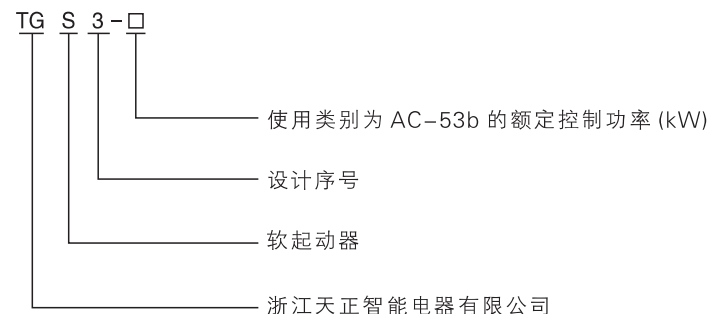 TG S 3-□
使用类别为 AC-53b 的额定控制功率 (kW)
设计序号
软起动器
浙江天正智能电器有限公司